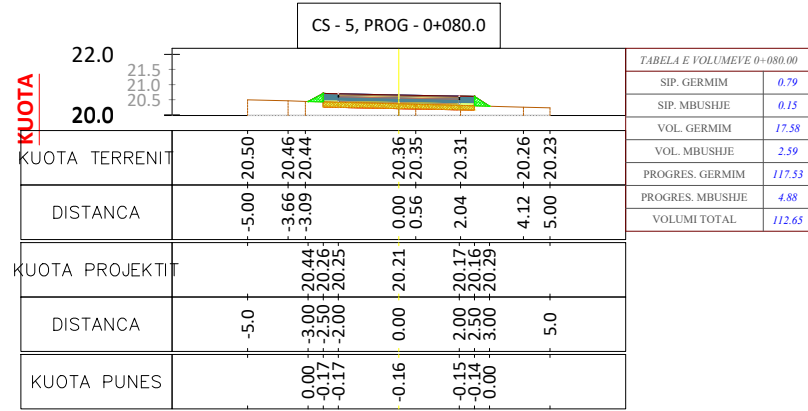 CS - 5, PROG - 0+080.0
KUOTA
22.0
21.5
21.0
20.5
20.0
KUOTA TERRENIT 20.50 20.46 20.44 20.36 20.35 20.31 20.26 20.23
DISTANCA -5.00 -3.66 -3.09 0.00 0.56 2.04 4.12 5.00
KUOTA PROJEKTIT 20.44 20.26 20.25 20.21 20.17 20.16 20.29
DISTANCA -5.0 -3.00 -2.50 -2.00 0.00 2.00 2.50 3.00 5.0
KUOTA PUNES 0.00 -0.17 -0.17 -0.16 -0.15 -0.14 0.00
TABELA E VOLUMEVE 0+080.00
SIP. GERMIM 0.79
SIP. MBUSHJE 0.15
VOL. GERMIM 17.58
VOL. MBUSHJE 2.59
PROGRES. GERMIM 117.53
PROGRES. MBUSHJE 4.88
VOLUMI TOTAL 112.65